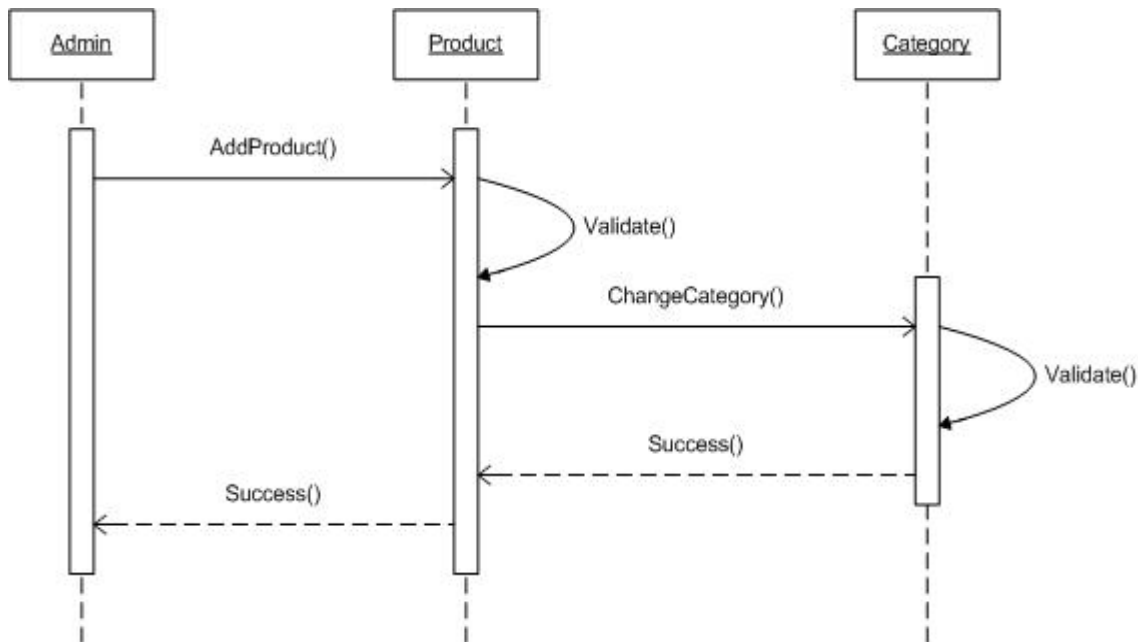 Admin
Product
Category
AddProduct()
Validate()
ChangeCategory()
Validate()
Success()
Success()